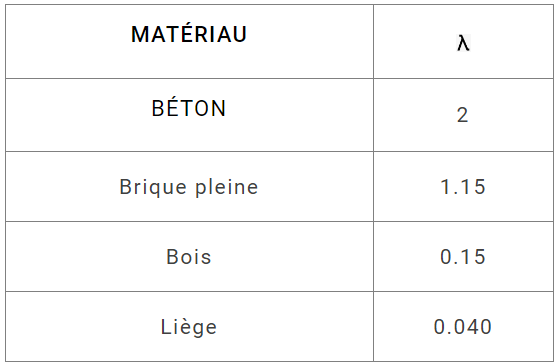 MATÉRIAU λ
BÉTON 2
Brique pleine 1.15
Bois 0.15
Liège 0.040